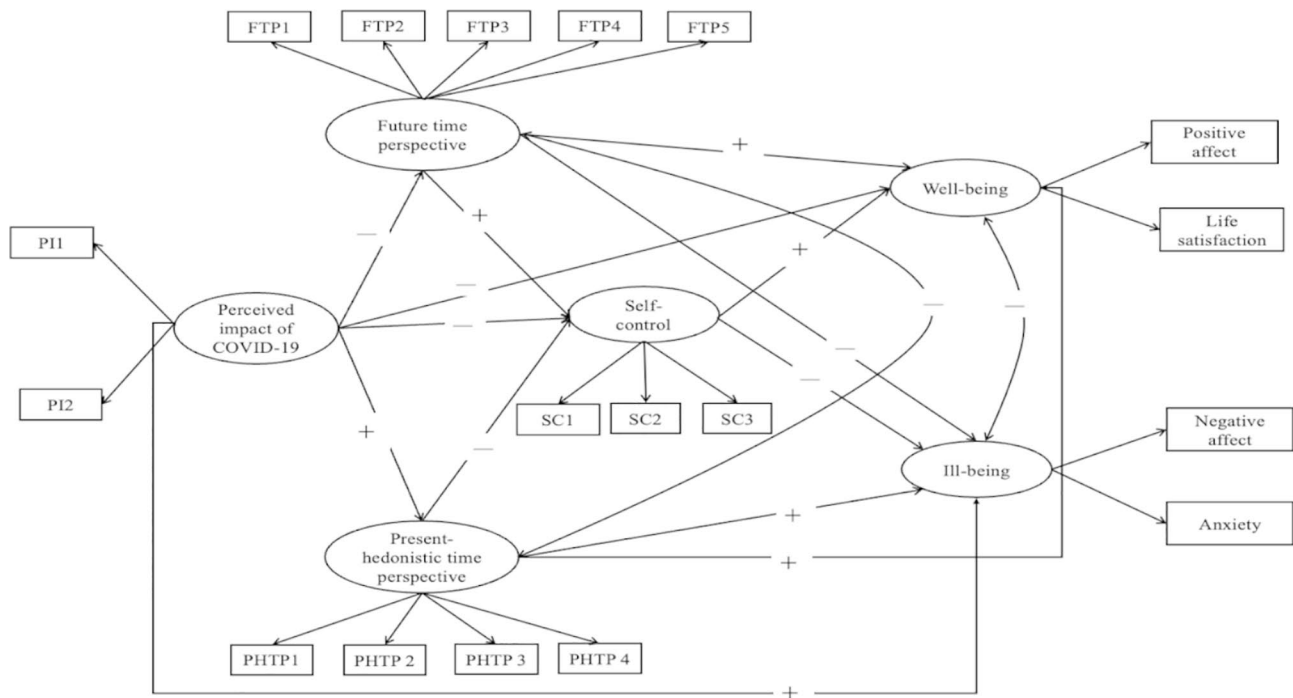 FTP1
FTP2
FTP3
FTP4
FTP5
Future time
perspective
+
Positive
affect
Well-being
Life
satisfaction
+
—
+
PI1
—
—
Perceived
impact of
COVID-19
—
Self-
control
—
—
—
—
PI2
SC1
SC2
SC3
+
—
Negative
affect
Ill-being
+
Anxiety
Present-
hedonistic time
perspective
+
PHTP1
PHTP 2
PHTP 3
PHTP 4
+